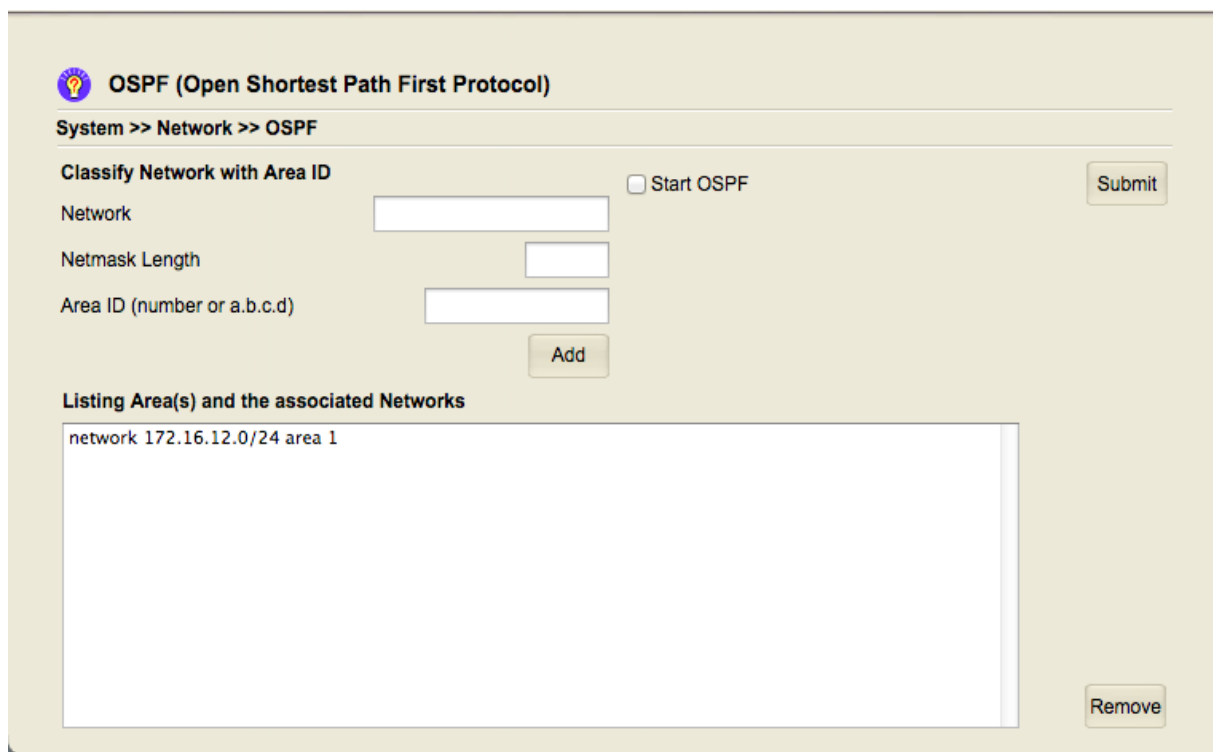 OSPF (Open Shortest Path First Protocol)
System >> Network >> OSPF
Classify Network with Area ID
Start OSPF
Submit
Network
Netmask Length
Area ID (number or a.b.c.d)
Add
Listing Area(s) and the associated Networks
network 172.16.12.0/24 area 1
Remove